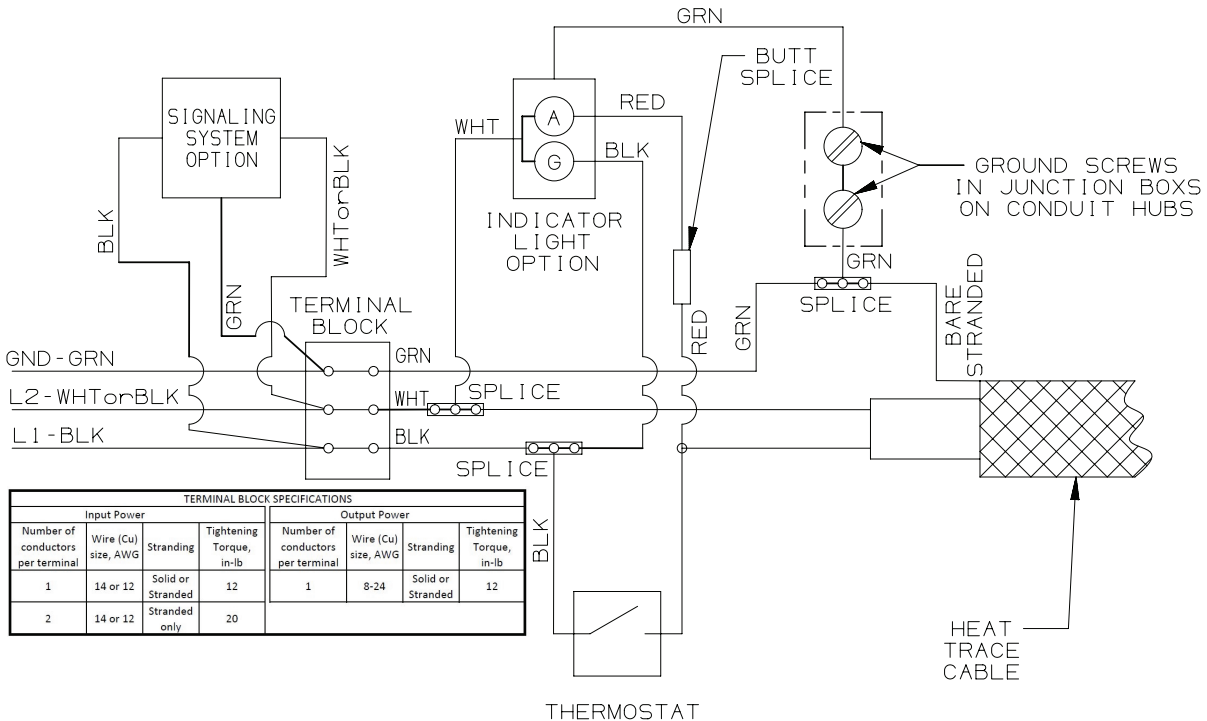 GRN
BUTT
SPLICE
SIGNALING
SYSTEM
OPTION
A
RED
WHT
G
BLK
GROUND SCREWS
IN JUNCTION BOXS
ON CONDUIT HUBS
INDICATOR
LIGHT
OPTION
BLK
WHTorBLK
GRN
GRN
SPLICE
BARE
STRANDED
TERMINAL
BLOCK
RED
GRN
GND-GRN
GRN
L2-WHTorBLK
WHT
SPLICE
L1-BLK
BLK
SPLICE
TERMINAL BLOCK SPECIFICATIONS
Input Power
Output Power
Number of
conductors
per terminal
Wire (Cu)
size, AWG
Stranding
Tightening
Torque,
in-lb
Number of
conductors
per terminal
Wire (Cu)
size, AWG
Stranding
Tightening
Torque,
in-lb
1
14 or 12
Solid or
Stranded
12
1
8-24
Solid or
Stranded
12
2
14 or 12
Stranded
only
20
BLK
HEAT
TRACE
CABLE
THERMOSTAT